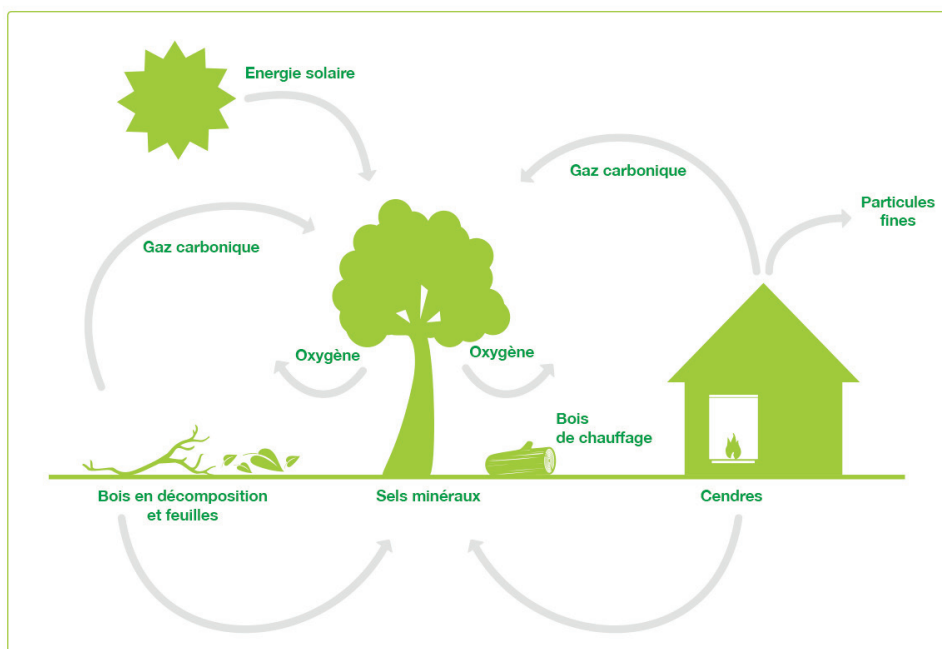 Energie solaire
Gaz carbonique
Particules
fines
Gaz carbonique
Oxygène
Oxygène
Bois
de chauffage
Bois en décomposition
et feuilles
Sels minéraux
Cendres